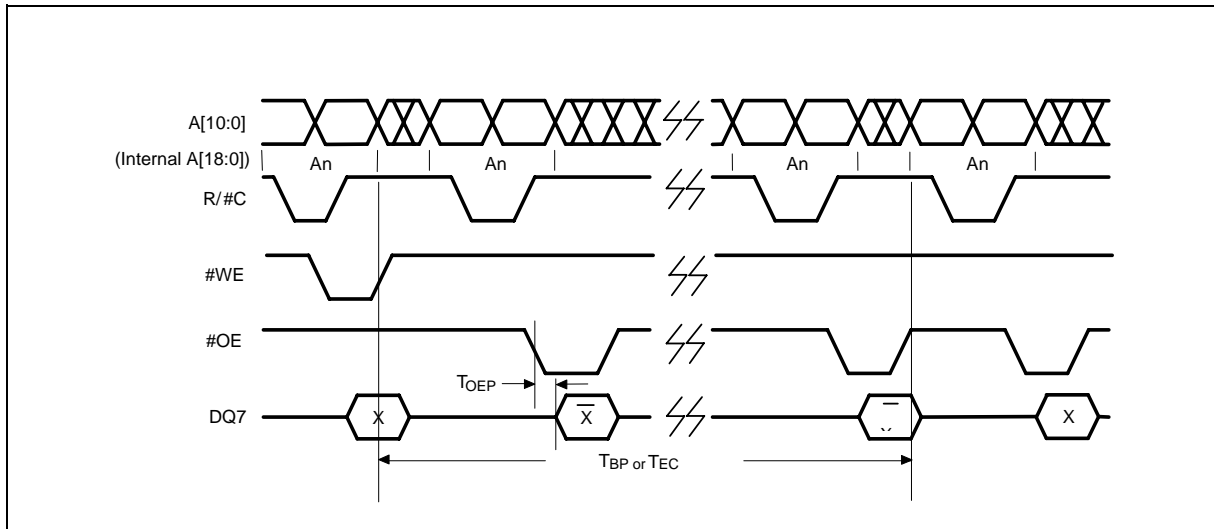 A[10:0]
(Internal A[18:0])
An An An An
R/#C
#WE
#OE
TOEP
DQ7
X X̅ X
TBP or TEC